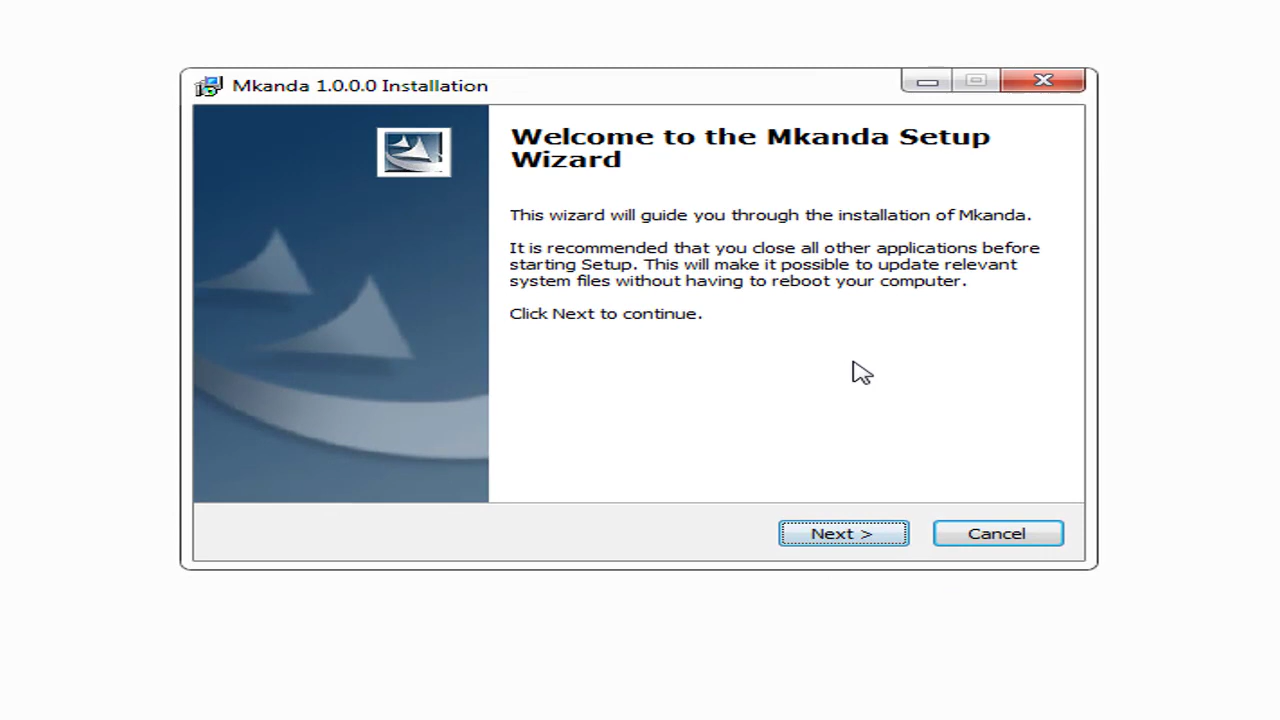 Mkanda 1.0.0.0 Installation
Welcome to the Mkanda Setup
Wizard
This wizard will guide you through the installation of Mkanda.
It is recommended that you close all other applications before
starting Setup. This will make it possible to update relevant
system files without having to reboot your computer.
Click Next to continue.
Next >
Cancel